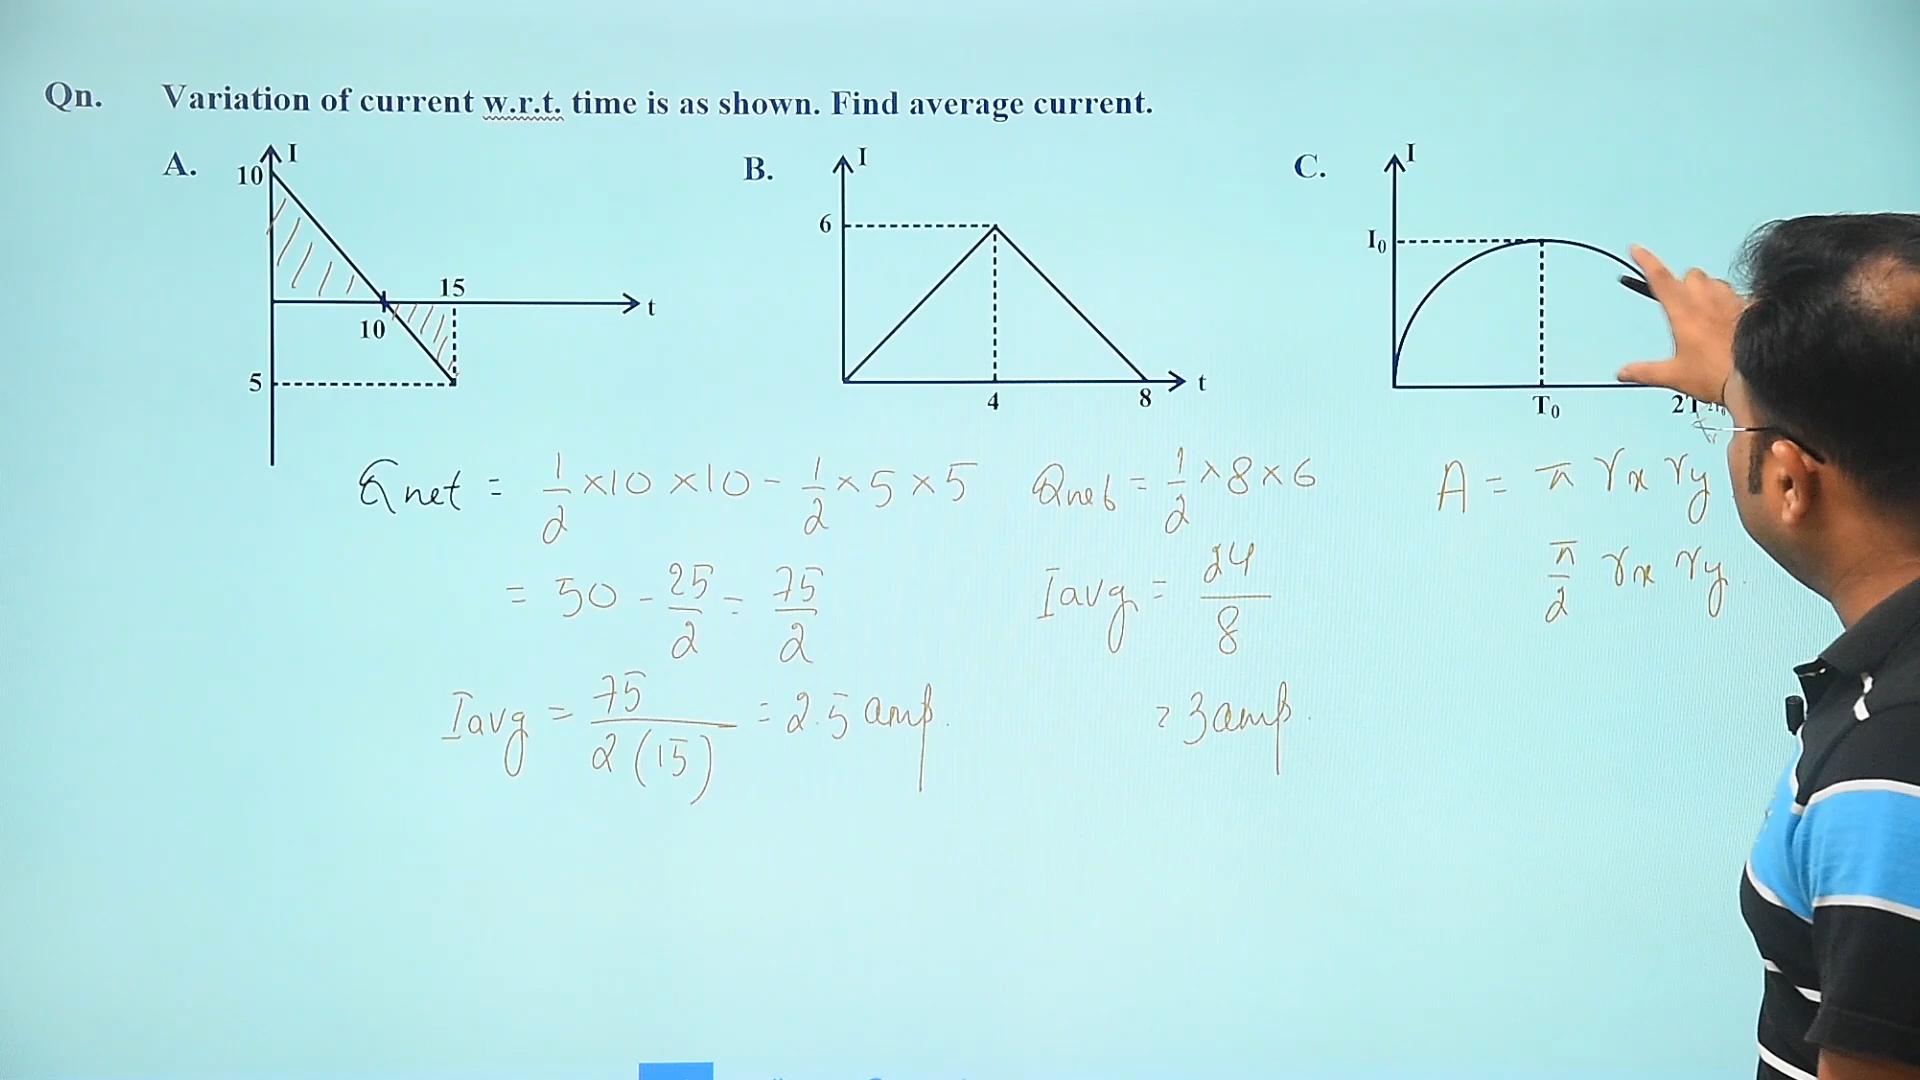 Qn. Variation of current w.r.t. time is as shown. Find average current.
A.
I
10
15
t
10
5
B.
I
6
t
4
8
C.
I
I₀
T₀
Qnet = 1/2 × 10 × 10 - 1/2 × 5 × 5
= 50 - 25/2 = 75/2
Iavg = 75/2(15) = 2.5 amp.
Qnet = 1/2 × 8 × 6
Iavg = 24/8
= 3 amp.
A = π rx ry
π/2 rx ry.